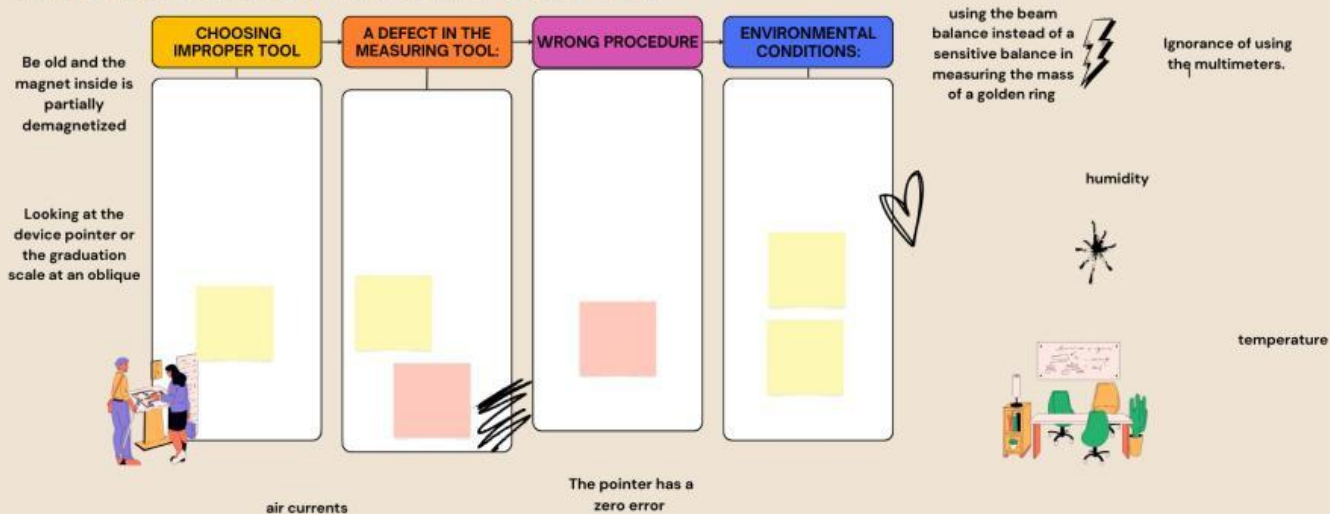 CHOOSING
IMPROPER TOOL
A DEFECT IN THE
MEASURING TOOL:
WRONG PROCEDURE
ENVIRONMENTAL
CONDITIONS:
using the beam
balance instead of a
sensitive balance in
measuring the mass
of a golden ring
Ignorance of using
the multimeters.
Be old and the
magnet inside is
partially
demagnetized
humidity
Looking at the
device pointer or
the graduation
scale at an oblique
temperature
The pointer has a
zero error
air currents